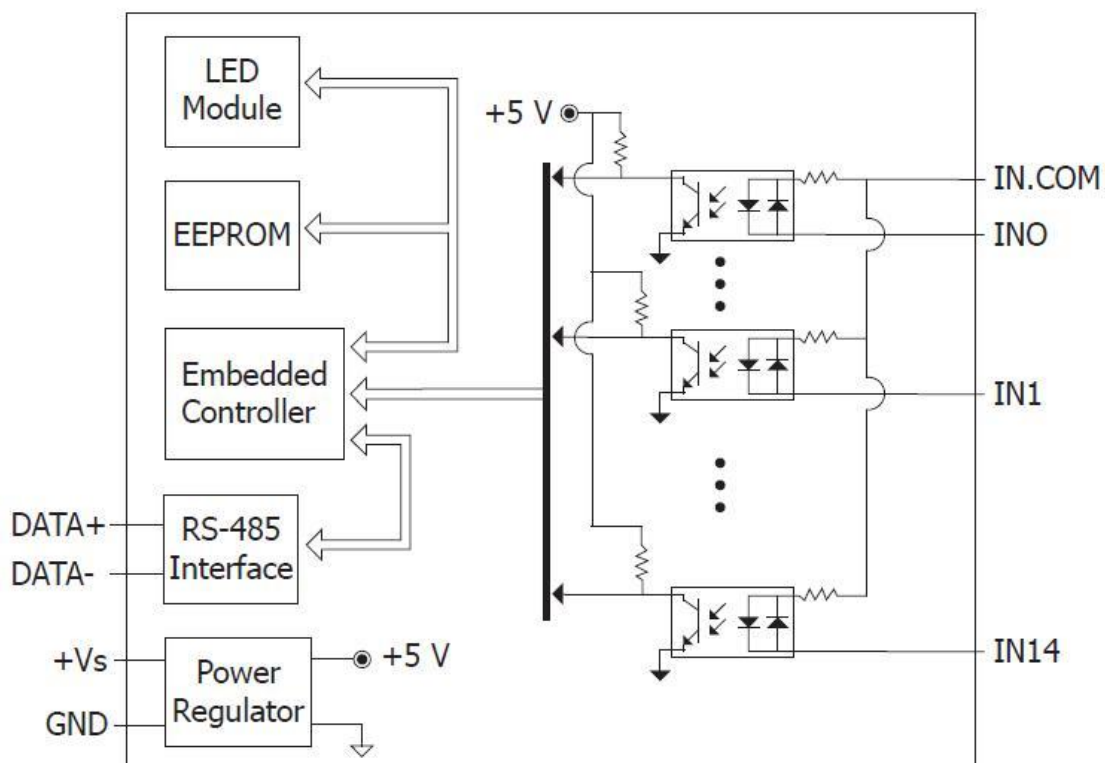 LED
Module
+5 V
IN.COM
INO
EEPROM
Embedded
Controller
IN1
DATA+
DATA-
RS-485
Interface
+Vs
GND
Power
Regulator
+5 V
IN14